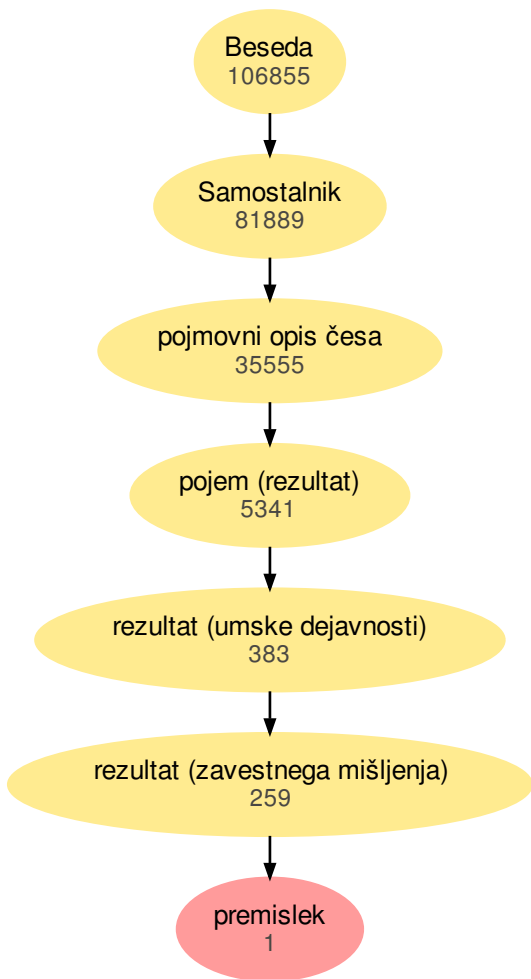 Beseda
106855
Samostalnik
81889
pojmovni opis česa
35555
pojem (rezultat)
5341
rezultat (umske dejavnosti)
383
rezultat (zavestnega mišljenja)
259
premislek
1